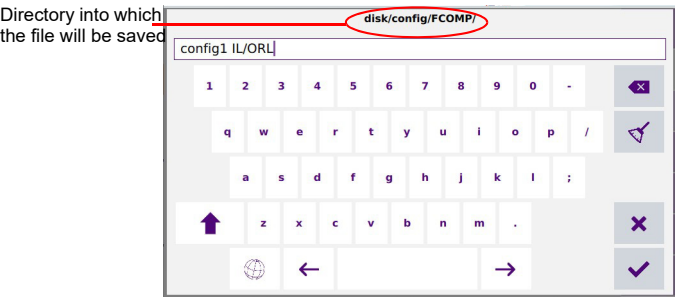 Directory into which
the file will be saved
disk/config/FCOMP/
config1 IL/ORL
1 2 3 4 5 6 7 8 9 0 -
q w e r t y u i o p /
a s d f g h j k l ;
z x c v b n m .